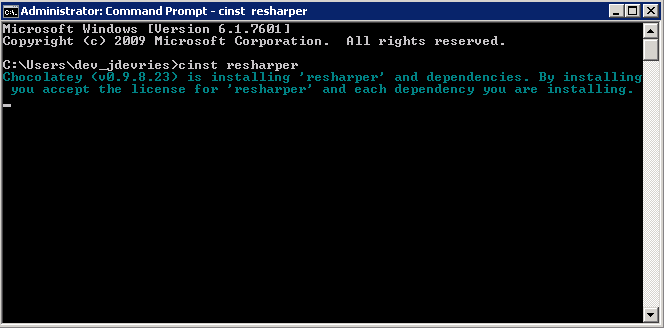 Administrator: Command Prompt - cinst resharper
Microsoft Windows [Version 6.1.7601]
Copyright (c) 2009 Microsoft Corporation.  All rights reserved.
C:\Users\dev_jdevries>cinst resharper
Chocolatey (v0.9.8.23) is installing 'resharper' and dependencies. By installing
 you accept the license for 'resharper' and each dependency you are installing.